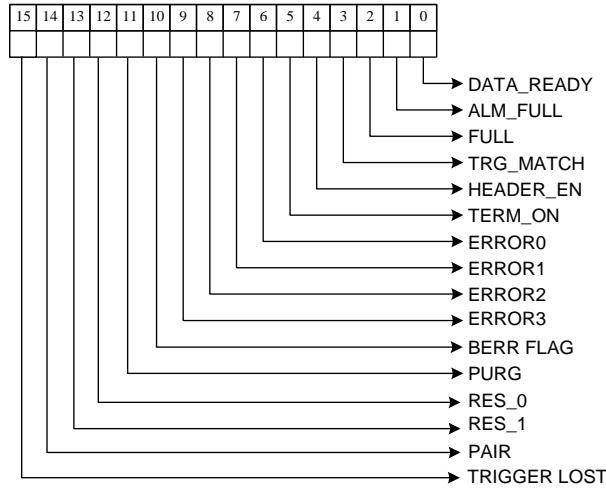 15 14 13 12 11 10 9 8 7 6 5 4 3 2 1 0
DATA_READY
ALM_FULL
FULL
TRG_MATCH
HEADER_EN
TERM_ON
ERROR0
ERROR1
ERROR2
ERROR3
BERR FLAG
PURG
RES_0
RES_1
PAIR
TRIGGER LOST